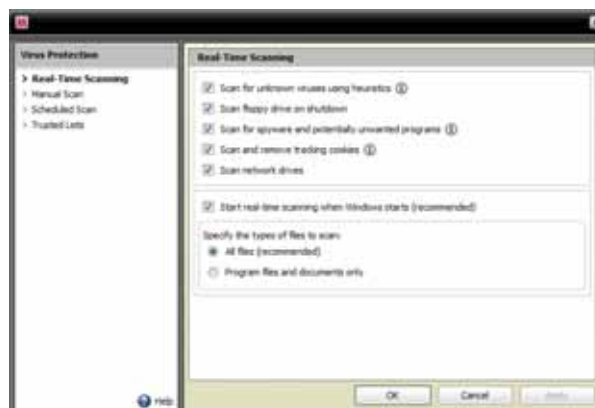 Virus Protection
> Real-Time Scanning
> Manual Scan
> Scheduled Scan
> Trusted Lists
Help
Real-Time Scanning
Scan for unknown viruses using heuristics
Scan floppy drive on shutdown
Scan for spyware and potentially unwanted programs
Scan and remove tracking cookies
Scan network drives
Start real-time scanning when Windows starts (recommended)
Specify the types of files to scan:
All files (recommended)
Program files and documents only
OK
Cancel
Apply